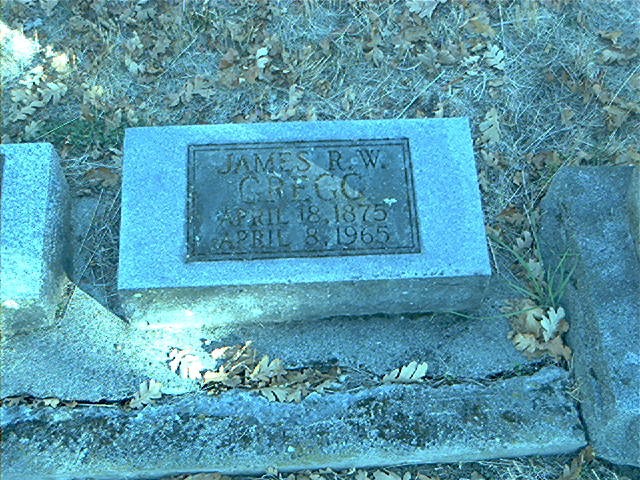 JAMES R. W.
GREGG
APRIL 18, 1875
APRIL 8, 1965